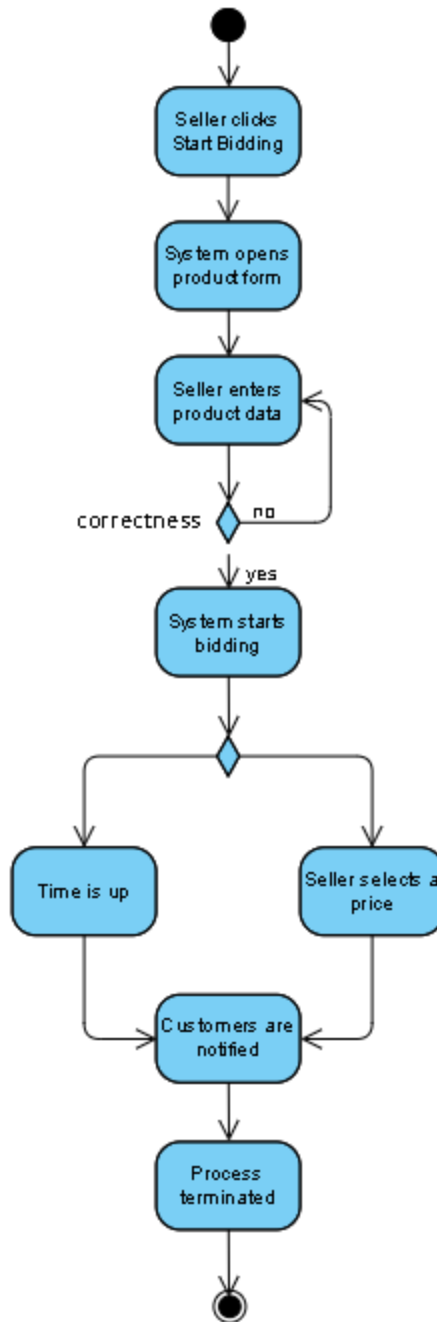 Seller clicks
Start Bidding
System opens
product form
Seller enters
product data
correctness
no
yes
System starts
bidding
Time is up
Seller selects a
price
Customers are
notified
Process
terminated